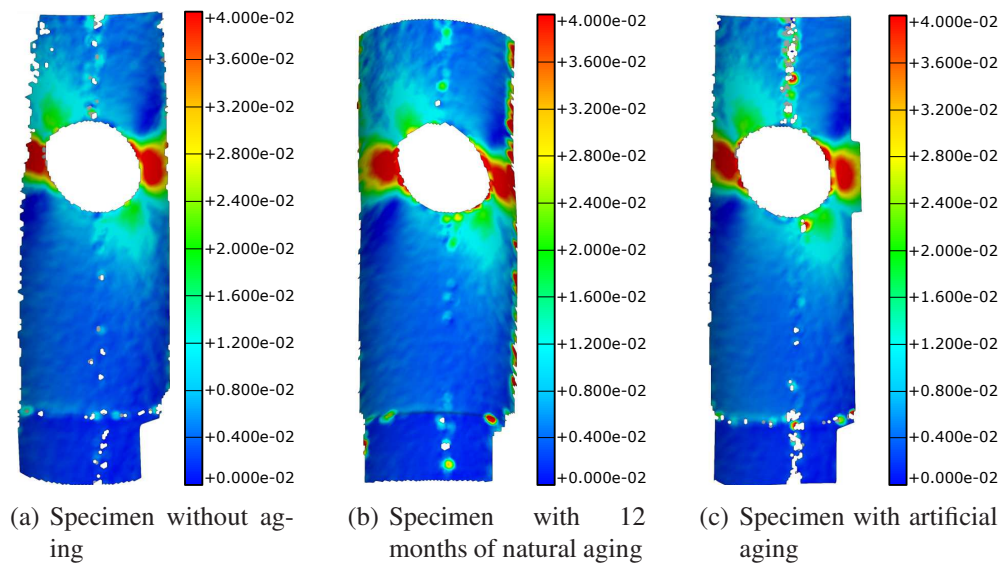 +4.000e-02
+3.600e-02
+3.200e-02
+2.800e-02
+2.400e-02
+2.000e-02
+1.600e-02
+1.200e-02
+0.800e-02
+0.400e-02
+0.000e-02
+4.000e-02
+3.600e-02
+3.200e-02
+2.800e-02
+2.400e-02
+2.000e-02
+1.600e-02
+1.200e-02
+0.800e-02
+0.400e-02
+0.000e-02
+4.000e-02
+3.600e-02
+3.200e-02
+2.800e-02
+2.400e-02
+2.000e-02
+1.600e-02
+1.200e-02
+0.800e-02
+0.400e-02
+0.000e-02
(a) Specimen without ag-
ing
(b) Specimen with 12
months of natural aging
(c) Specimen with artificial
aging